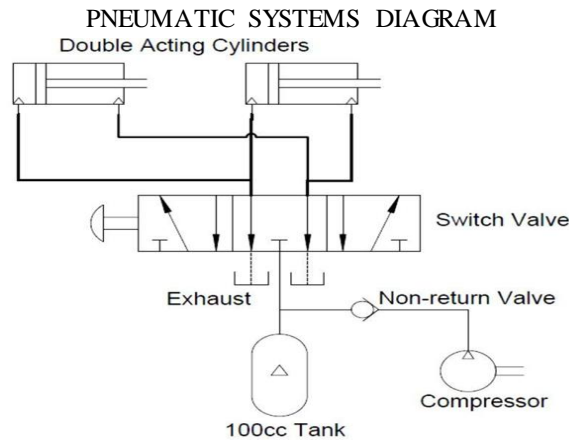 PNEUMATIC SYSTEMS DIAGRAM
Double Acting Cylinders
Switch Valve
Exhaust
Non-return Valve
Compressor
100cc Tank